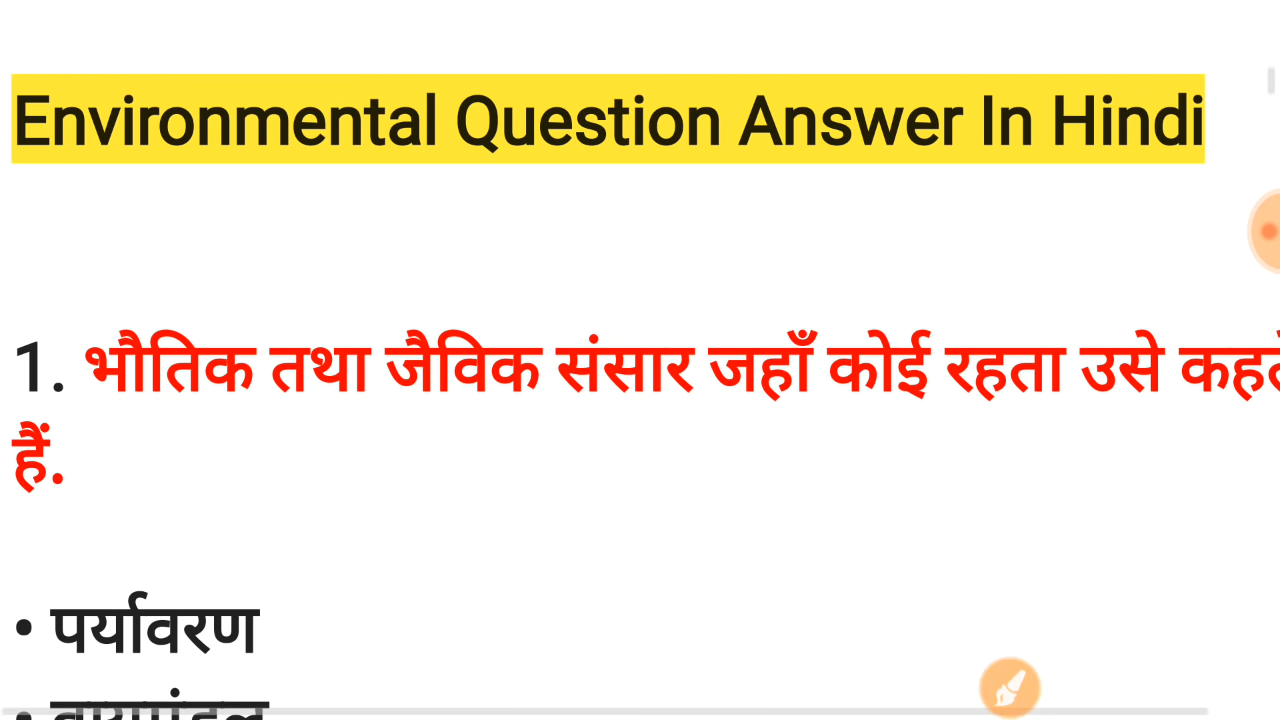 Environmental Question Answer In Hindi
1. भौतिक तथा जैविक संसार जहाँ कोई रहता उसे
हैं.
• पर्यावरण